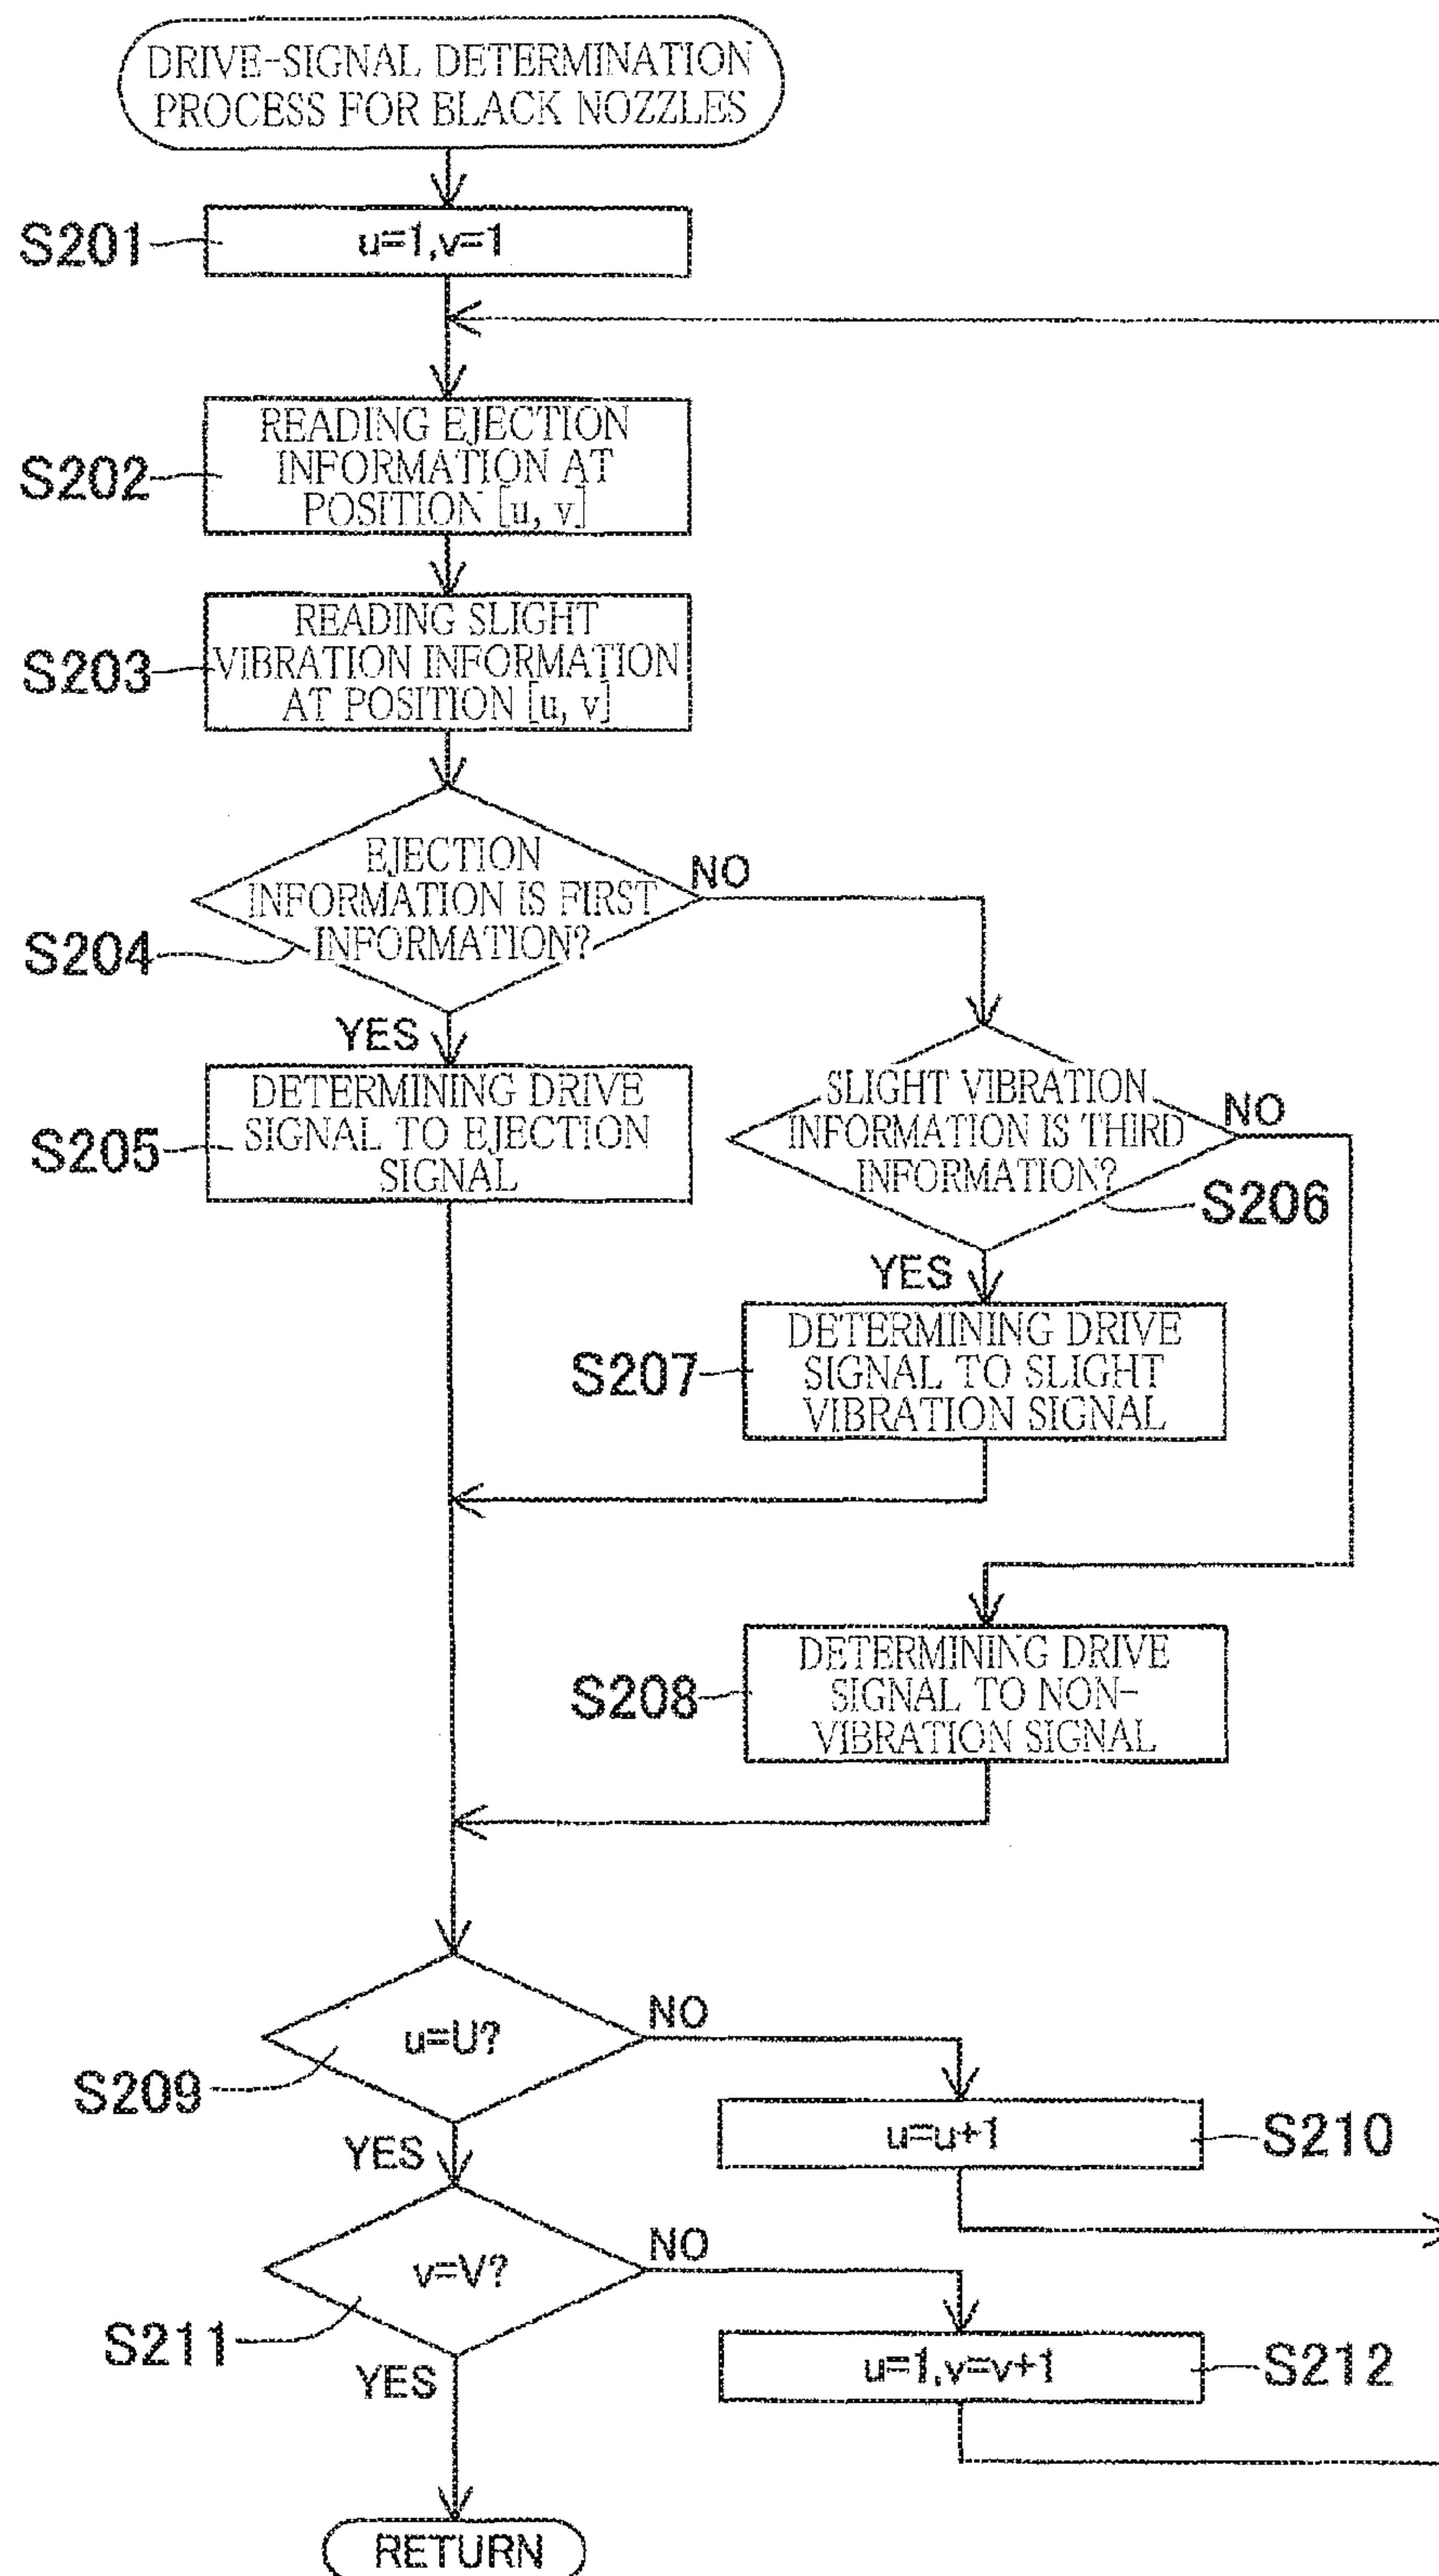 DRIVE-SIGNAL DETERMINATION
PROCESS FOR BLACK NOZZLES
S201
u=1,v=1
S202
READING EJECTION
INFORMATION AT
POSITION [u, v]
S203
READING SLIGHT
VIBRATION INFORMATION
AT POSITION [u, v]
S204
EJECTION
INFORMATION IS FIRST
INFORMATION?
NO
YES
S205
DETERMINING DRIVE
SIGNAL TO EJECTION
SIGNAL
SLIGHT VIBRATION
INFORMATION IS THIRD
INFORMATION?
NO
S206
YES
S207
DETERMINING DRIVE
SIGNAL TO SLIGHT
VIBRATION SIGNAL
S208
DETERMINING DRIVE
SIGNAL TO NON-
VIBRATION SIGNAL
S209
u=U?
NO
YES
u=u+1
S210
S211
v=V?
NO
YES
u=1,v=v+1
S212
RETURN